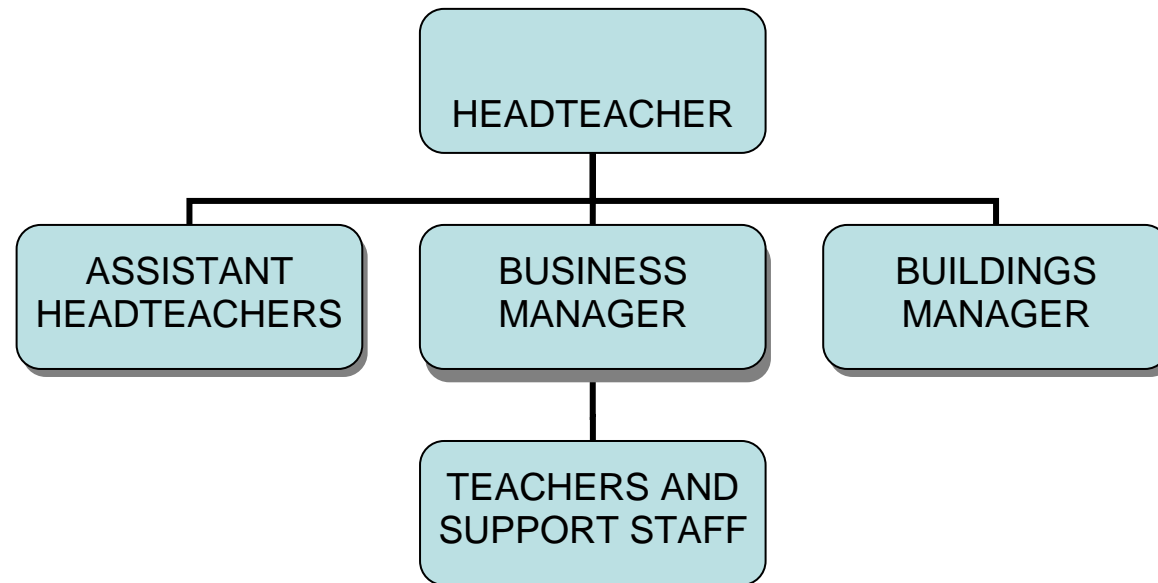 HEADTEACHER
ASSISTANT
HEADTEACHERS
BUSINESS
MANAGER
BUILDINGS
MANAGER
TEACHERS AND
SUPPORT STAFF